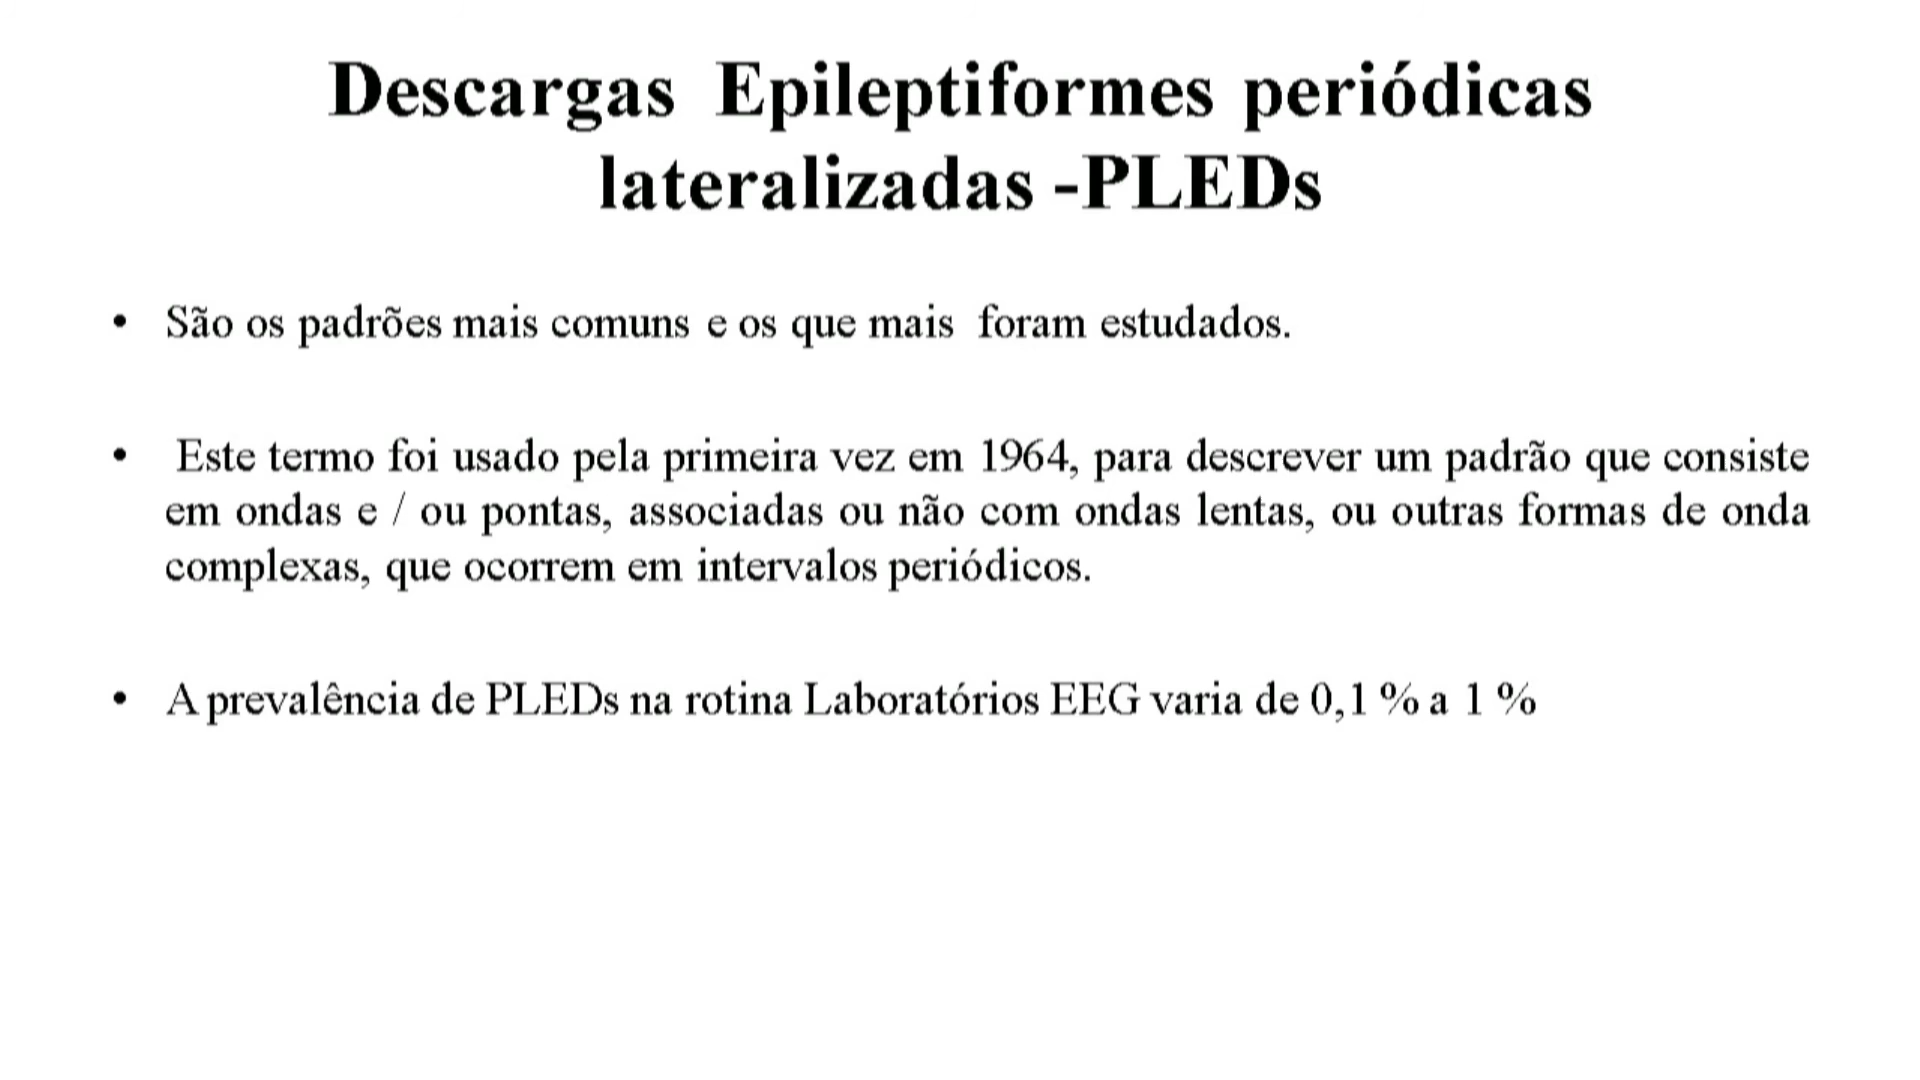 Descargas Epileptiformes periódicas
lateralizadas -PLEDs
• São os padrões mais comuns e os que mais foram estudados.
• Este termo foi usado pela primeira vez em 1964, para descrever um padrão que consiste
em ondas e / ou pontas, associadas ou não com ondas lentas, ou outras formas de onda
complexas, que ocorrem em intervalos periódicos.
• A prevalência de PLEDs na rotina Laboratórios EEG varia de 0,1 % a 1 %